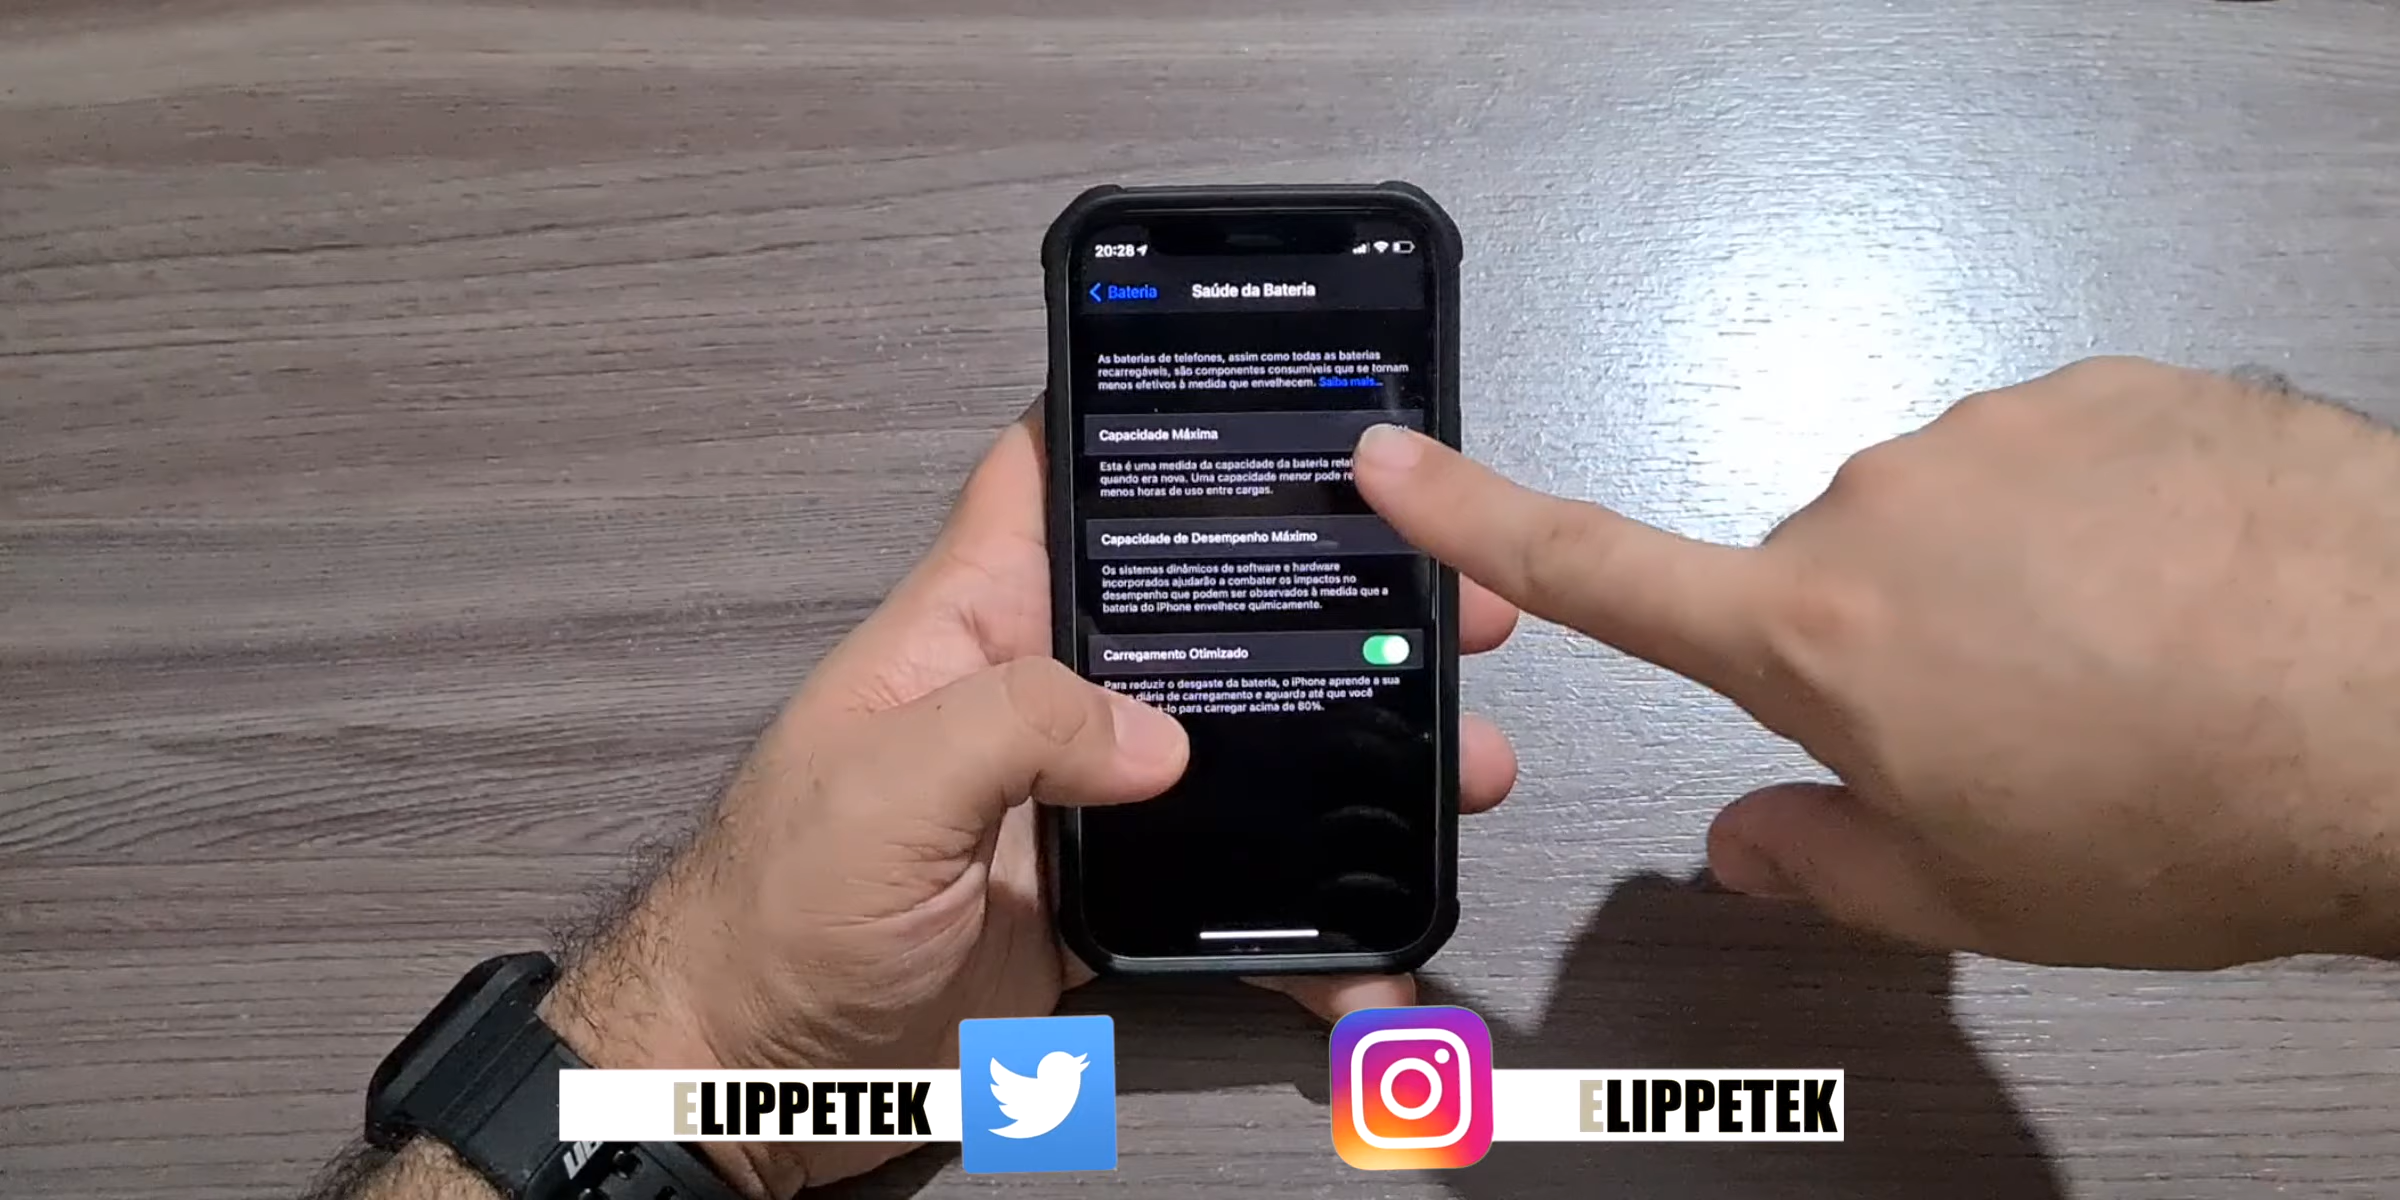 20:28
Bateria
Saúde da Bateria
As baterias de telefones, assim como todas as baterias
recarregáveis, são componentes consumíveis que se tornam
menos efetivos à medida que envelhecem. Saiba mais...
Capacidade Máxima
Esta é uma medida da capacidade da bateria
quando era nova. Uma capacidade menor pode
menos horas de uso entre cargas.
Capacidade de Desempenho Máximo
Os sistemas dinâmicos de software e hardware
incorporados ajudarão a combater os impactos no
desempenho que podem ser observados à medida que a
bateria do iPhone envelhece quimicamente.
Carregamento Otimizado
Para reduzir o desgaste da bateria, o iPhone aprende a sua
diária de carregamento e aguarda até que você
para carregar acima de 80%.
ELIPPETEK
ELIPPETEK